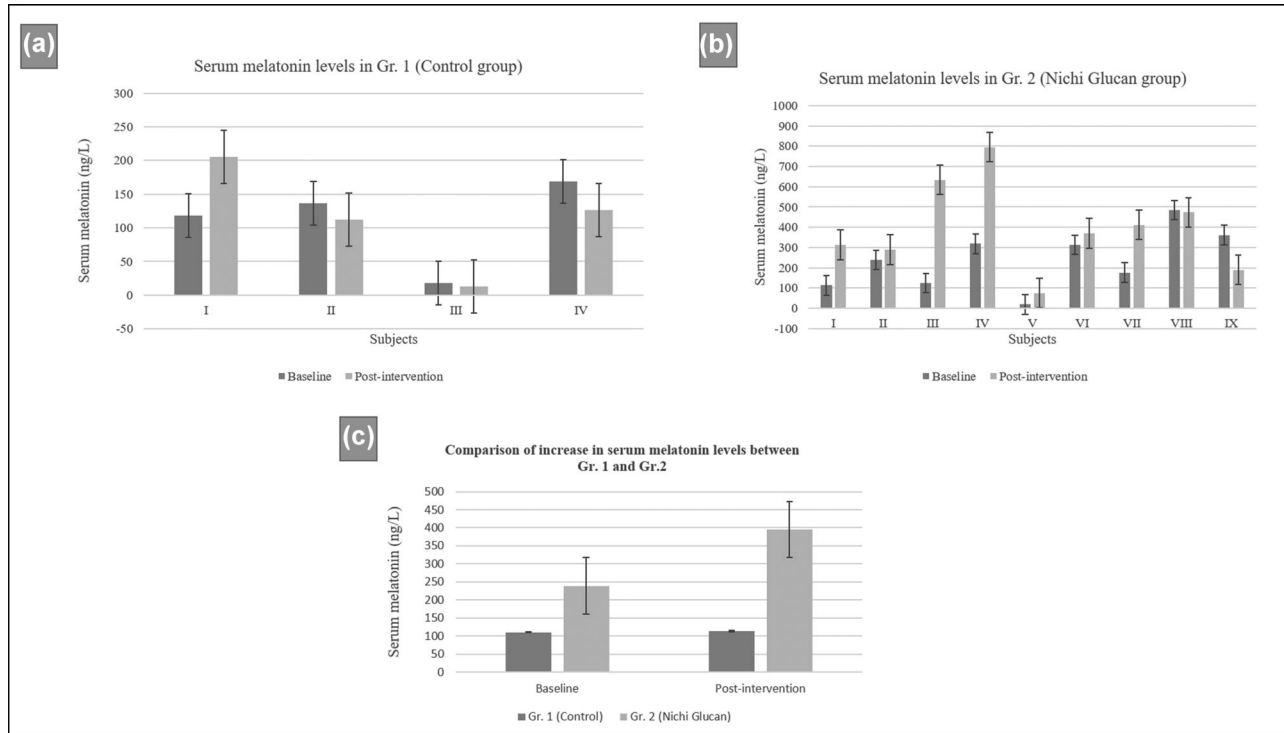 (a)
Serum melatonin levels in Gr. 1 (Control group)
Serum melatonin (ng/L)
300
250
200
150
100
50
0
-50
I II III IV
Subjects
Baseline Post-intervention
(b)
Serum melatonin levels in Gr. 2 (Nichi Glucan group)
Serum melatonin (ng/L)
1000
900
800
700
600
500
400
300
200
100
0
-100
I II III IV V VI VII VIII IX
Subjects
Baseline Post-intervention
(c)
Comparison of increase in serum melatonin levels between
Gr. 1 and Gr.2
Serum melatonin (ng/L)
500
450
400
350
300
250
200
150
100
50
0
Baseline Post-intervention
Gr. 1 (Control) Gr. 2 (Nichi Glucan)